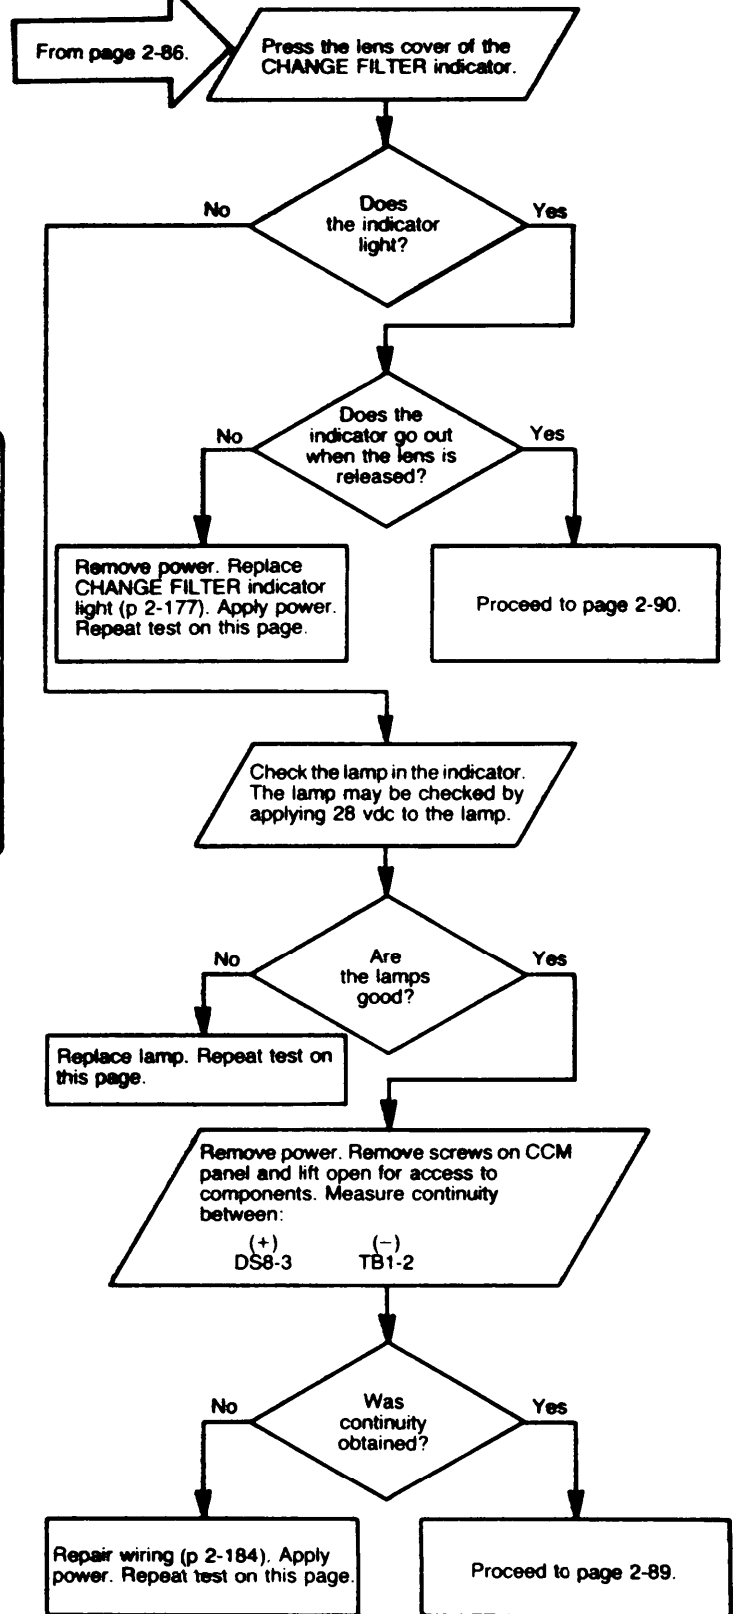 From page 2-86.
Press the lens cover of the
CHANGE FILTER indicator.
Does
the indicator
light?
No
Yes
Does the
indicator go out
when the lens is
released?
No
Yes
Remove power. Replace
CHANGE FILTER indicator
light (p 2-177). Apply power.
Repeat test on this page.
Proceed to page 2-90.
Check the lamp in the indicator.
The lamp may be checked by
applying 28 vdc to the lamp.
Are
the lamps
good?
No
Yes
Replace lamp. Repeat test on
this page.
Remove power. Remove screws on CCM
panel and lift open for access to
components. Measure continuity
between:
(+) (−)
DS8-3 TB1-2
Was
continuity
obtained?
No
Yes
Repair wiring (p 2-184). Apply
power. Repeat test on this page.
Proceed to page 2-89.